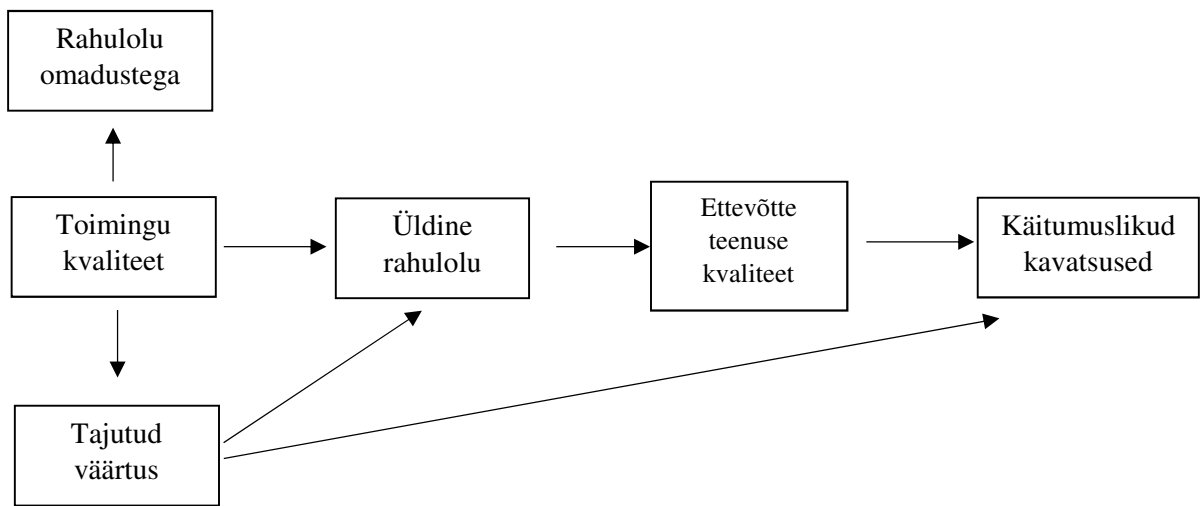 Rahulolu
omadustega
Toimingu
kvaliteet
Üldine
rahulolu
Ettevõtte
teenuse
kvaliteet
Käitumuslikud
kavatsused
Tajutud
väärtus